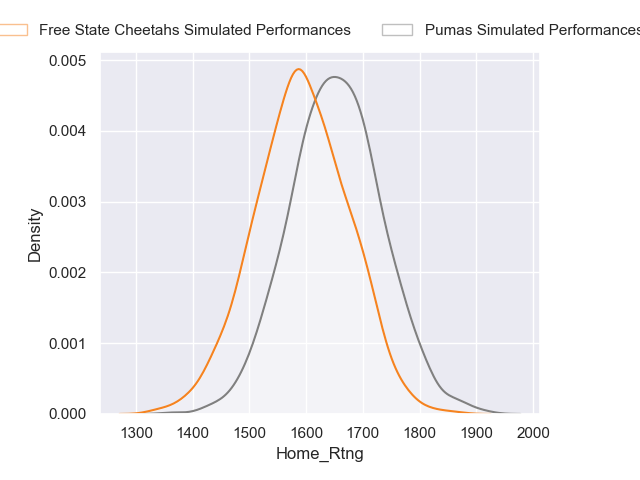 Free State Cheetahs Simulated Performances Pumas Simulated Performances
0.005
0.004
0.003
0.002
0.001
0.000
Density
1300 1400 1500 1600 1700 1800 1900 2000
Home_Rtng